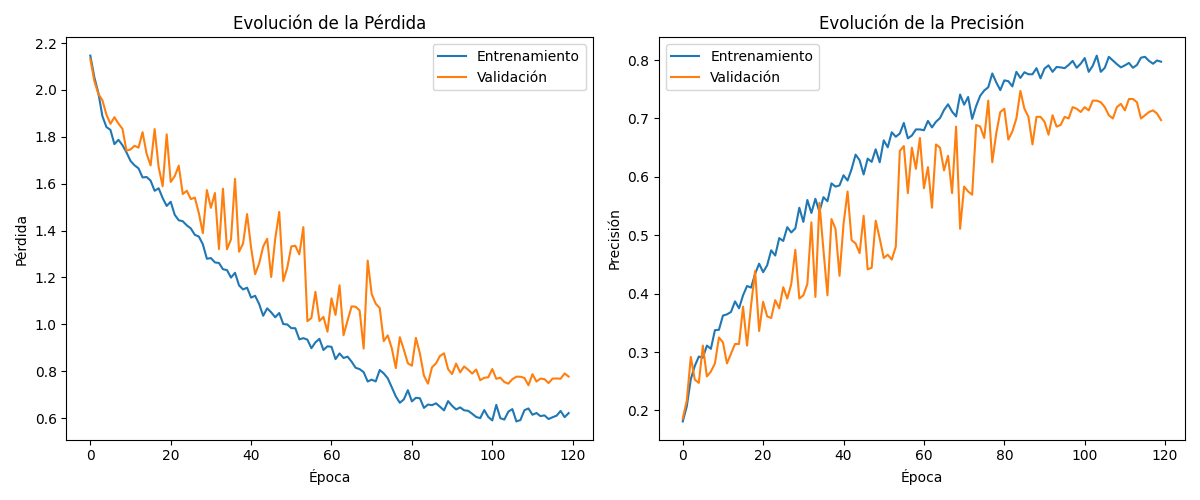 Evolución de la Pérdida
Pérdida
2.2
2.0
1.8
1.6
1.4
1.2
1.0
0.8
0.6
Entrenamiento
Validación
0 20 40 60 80 100 120
Época
Evolución de la Precisión
Precisión
0.8
0.7
0.6
0.5
0.4
0.3
0.2
Entrenamiento
Validación
0 20 40 60 80 100 120
Época